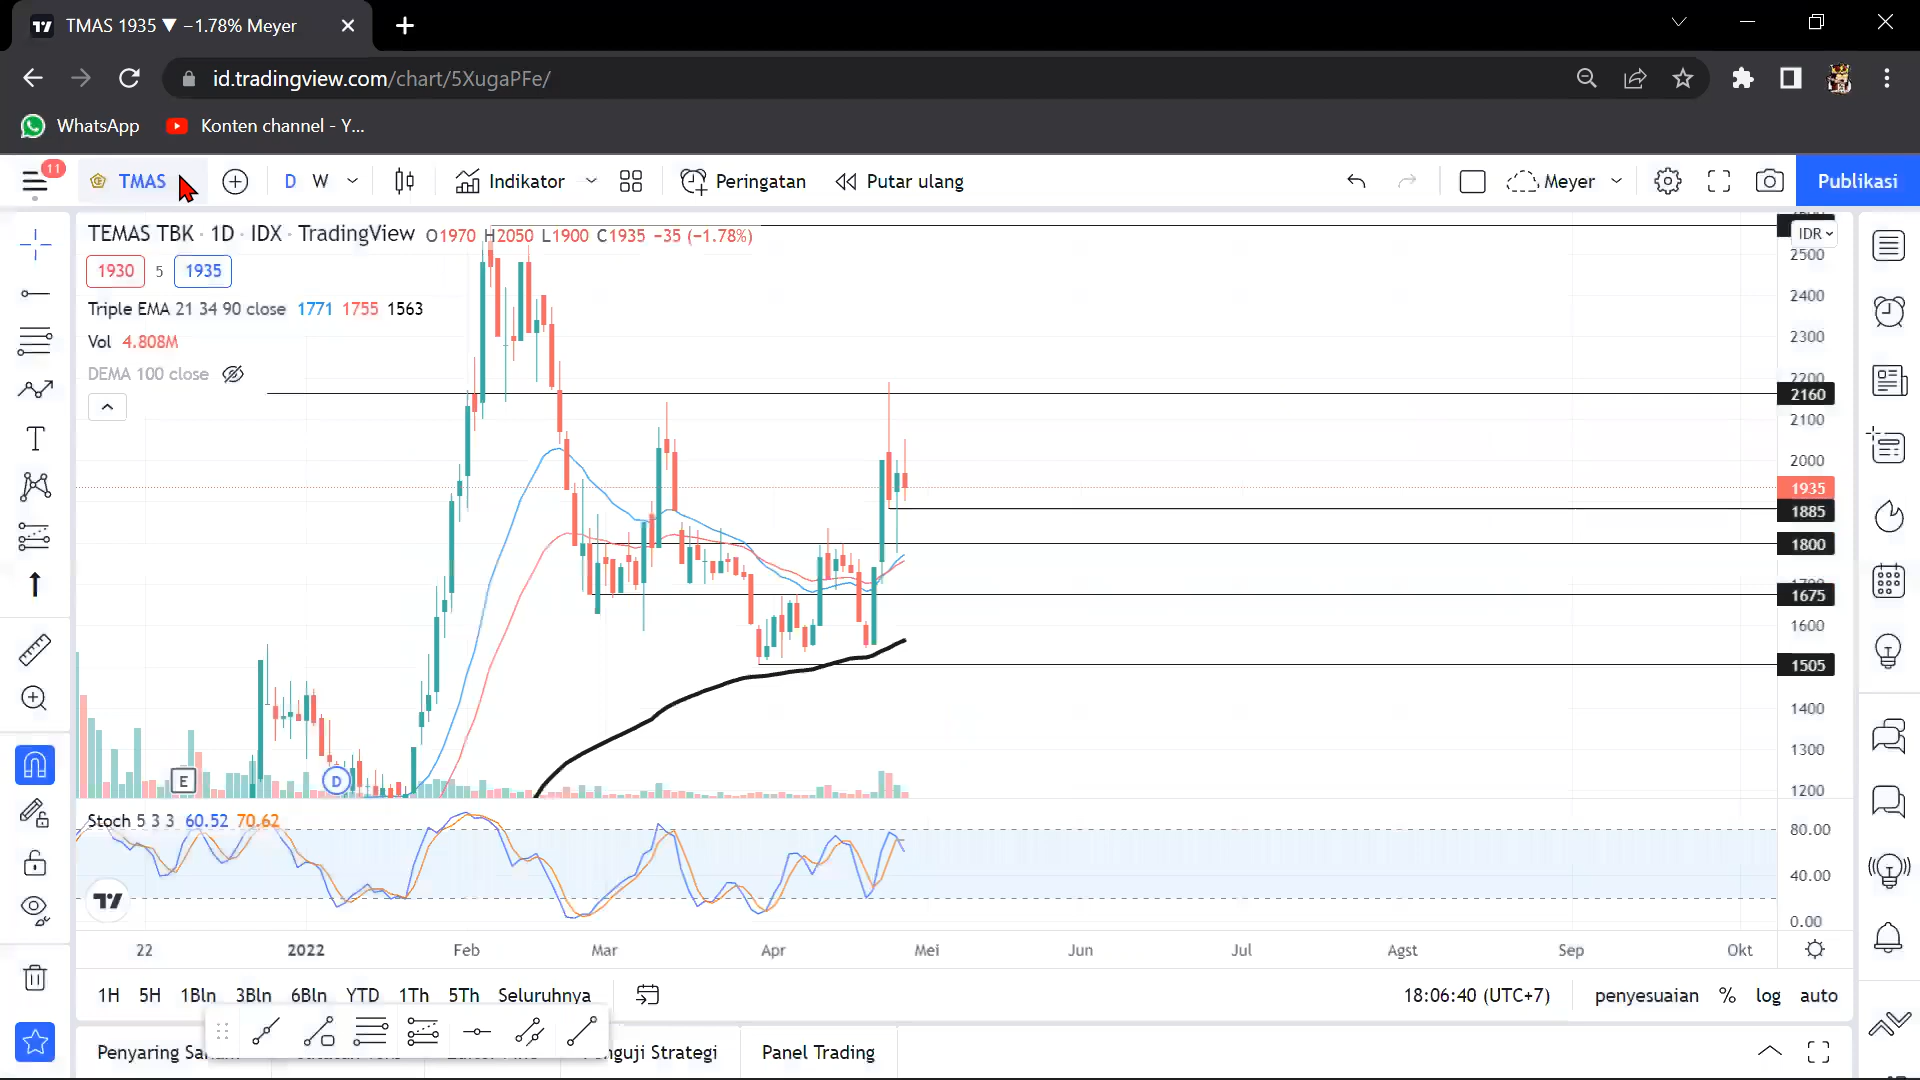 TMAS 1935 ▼ −1.78% Meyer
id.tradingview.com/chart/5XugaPFe/
WhatsApp
Konten channel - Y...
11
TMAS
D
W
Indikator
Peringatan
Putar ulang
Meyer
Publikasi
TEMAS TBK · 1D · IDX · TradingView O1970 H2050 L1900 C1935 −35 (−1.78%)
1930 5 1935
Triple EMA 21 34 90 close 1771 1755 1563
Vol 4.808M
DEMA 100 close
IDR
2500
2400
2300
2200
2160
2100
2000
1935
1885
1800
1675
1600
1505
1400
1300
1200
E
D
Stoch 5 3 3 60.52 70.62
80.00
40.00
0.00
22 2022 Feb Mar Apr Mei Jun Jul Agst Sep Okt
1H 5H 1Bln 3Bln 6Bln YTD 1Th 5Th Seluruhnya
18:06:40 (UTC+7)
penyesuaian % log auto
Penyaring
nguji Strategi
Panel Trading